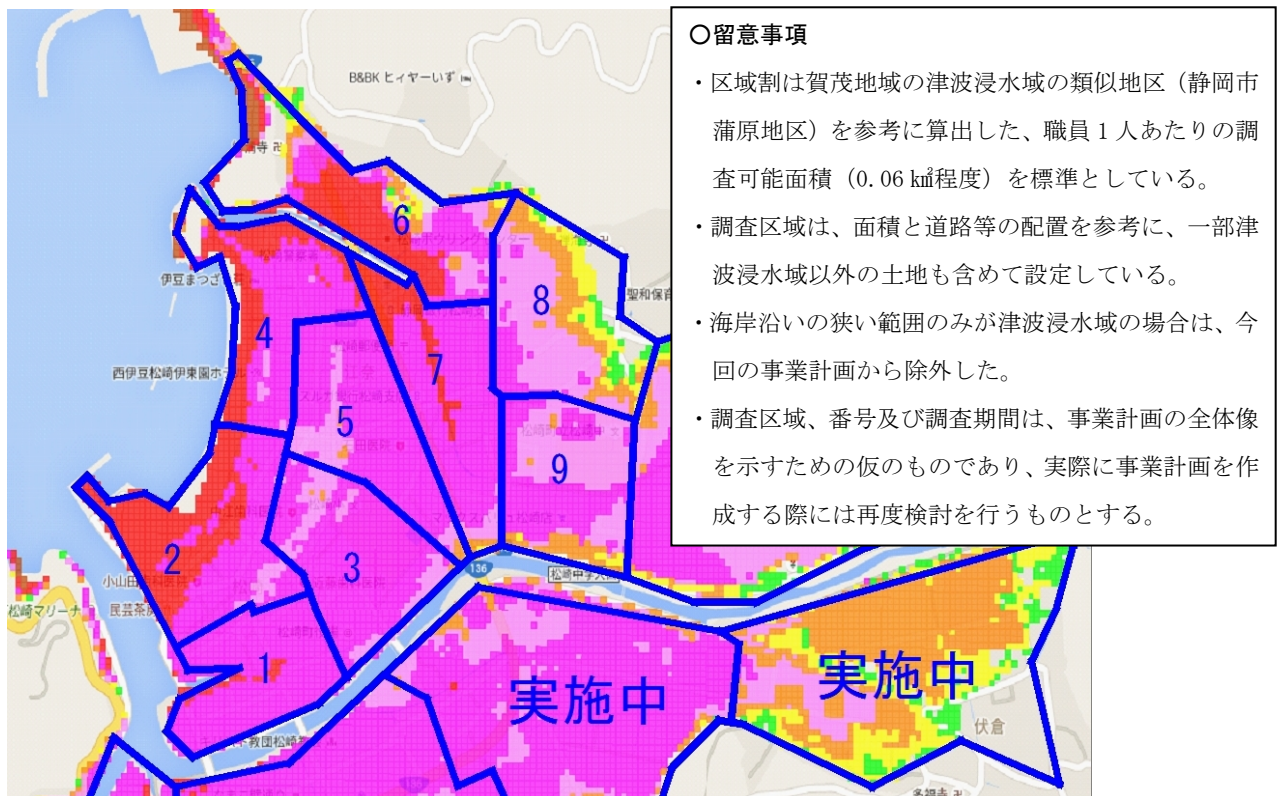 〇留意事項
・区域割は賀茂地域の津波浸水域の類似地区（静岡市
蒲原地区）を参考に算出した、職員1人あたりの調
査可能面積（0.06㎢程度）を標準としている。
・調査区域は、面積と道路等の配置を参考に、一部津
波浸水域以外の土地も含めて設定している。
・海岸沿いの狭い範囲のみが津波浸水域の場合は、今
回の事業計画から除外した。
・調査区域、番号及び調査期間は、事業計画の全体像
を示すための仮のものであり、実際に事業計画を作
成する際には再度検討を行うものとする。
B&BK ヒィヤーいず
6
伊豆まつざ
8
聖和保育
4
西伊豆松崎伊東園ホ
7
5
9
2
3
136
松崎中学入口
小山田
松崎マリーナ
民芸茶房
1
実施中
実施中
伏倉
教団松崎